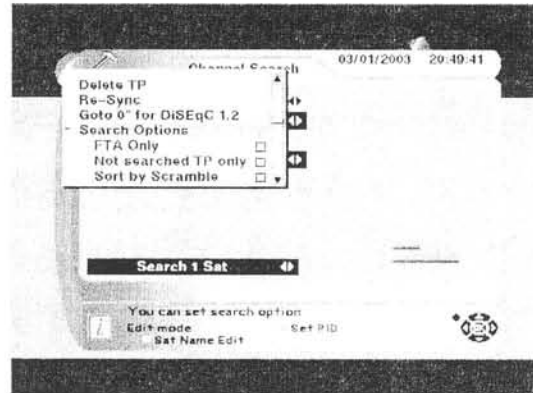 Channel Search
03/01/2003 20:49:41
Delete TP
Re-Sync
Goto 0° for DiSEqC 1.2
- Search Options
FTA Only
Not searched TP only
Sort by Scramble
Search 1 Sat
You can set search option
Edit mode
Set PID
Sat Name Edit